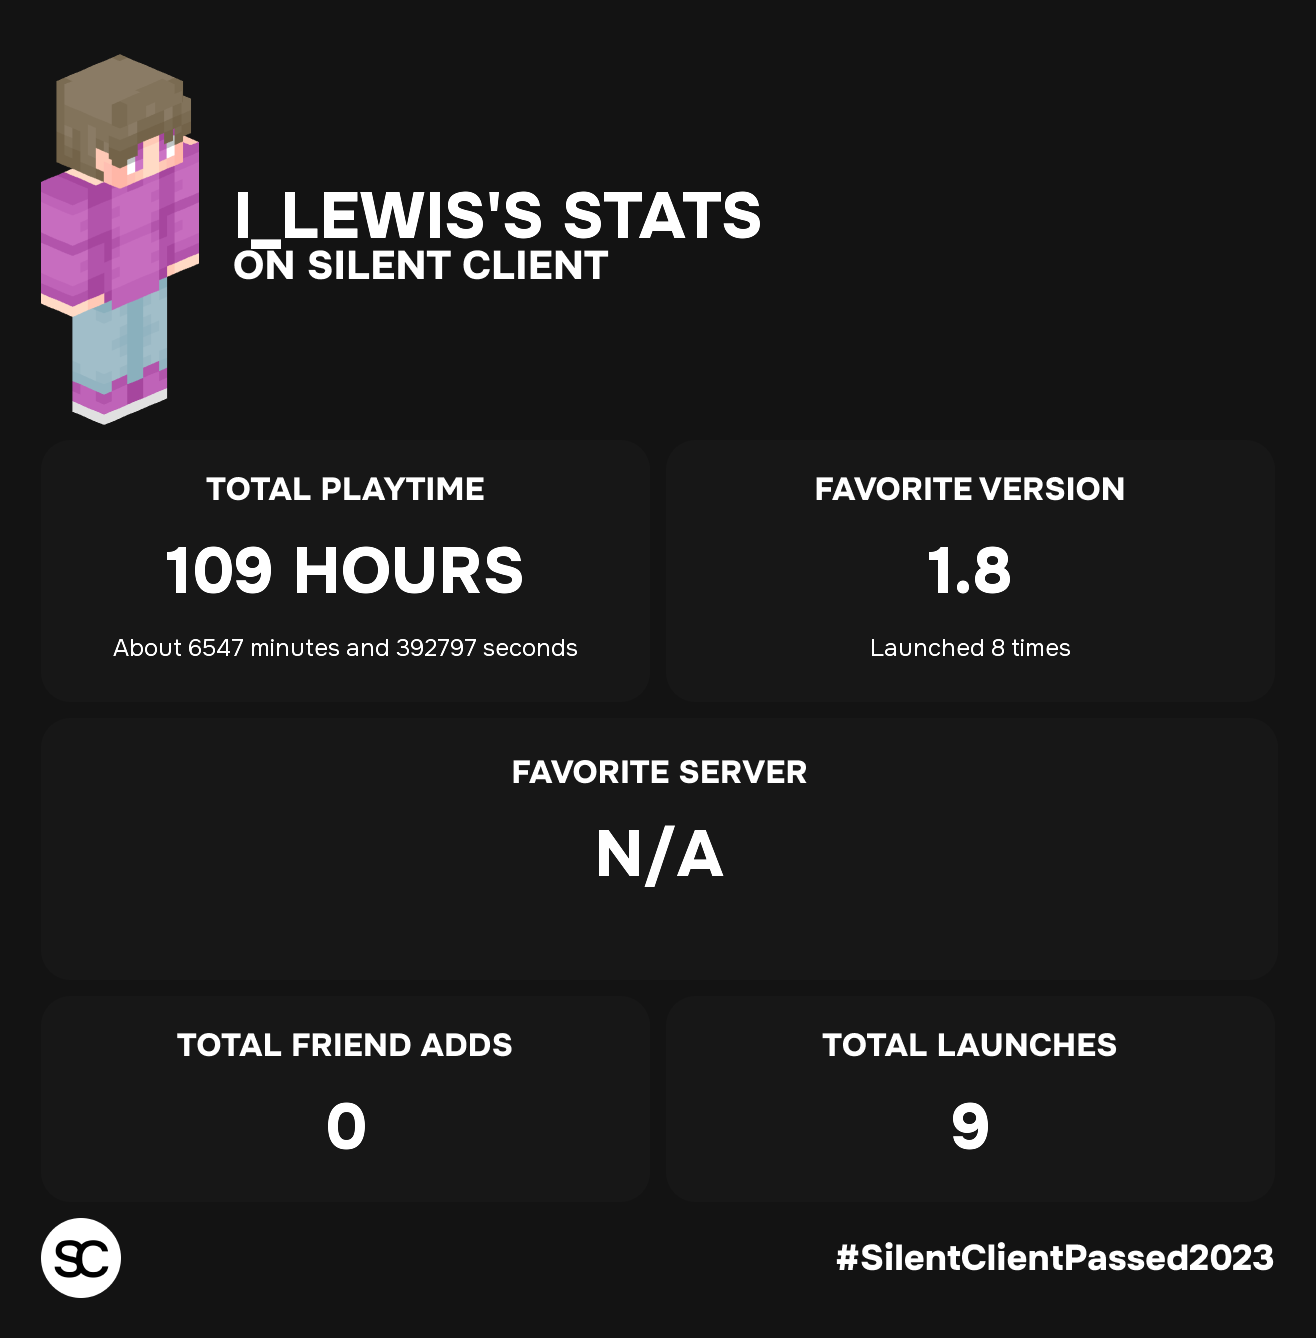 I_LEWIS'S STATS
ON SILENT CLIENT
TOTAL PLAYTIME
109 HOURS
About 6547 minutes and 392797 seconds
FAVORITE VERSION
1.8
Launched 8 times
FAVORITE SERVER
N/A
TOTAL FRIEND ADDS
0
TOTAL LAUNCHES
9
SC
#SilentClientPassed2023